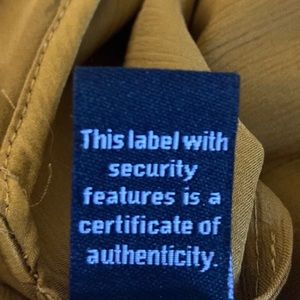 This label with
security
features is a
certificate of
authenticity.